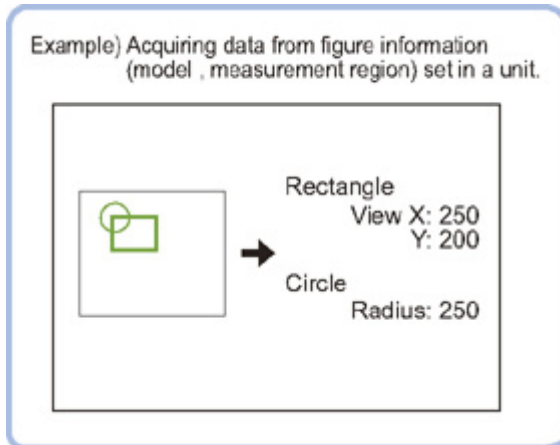 Example) Acquiring data from figure information
(model , measurement region) set in a unit.
Rectangle
View X: 250
Y: 200
Circle
Radius: 250